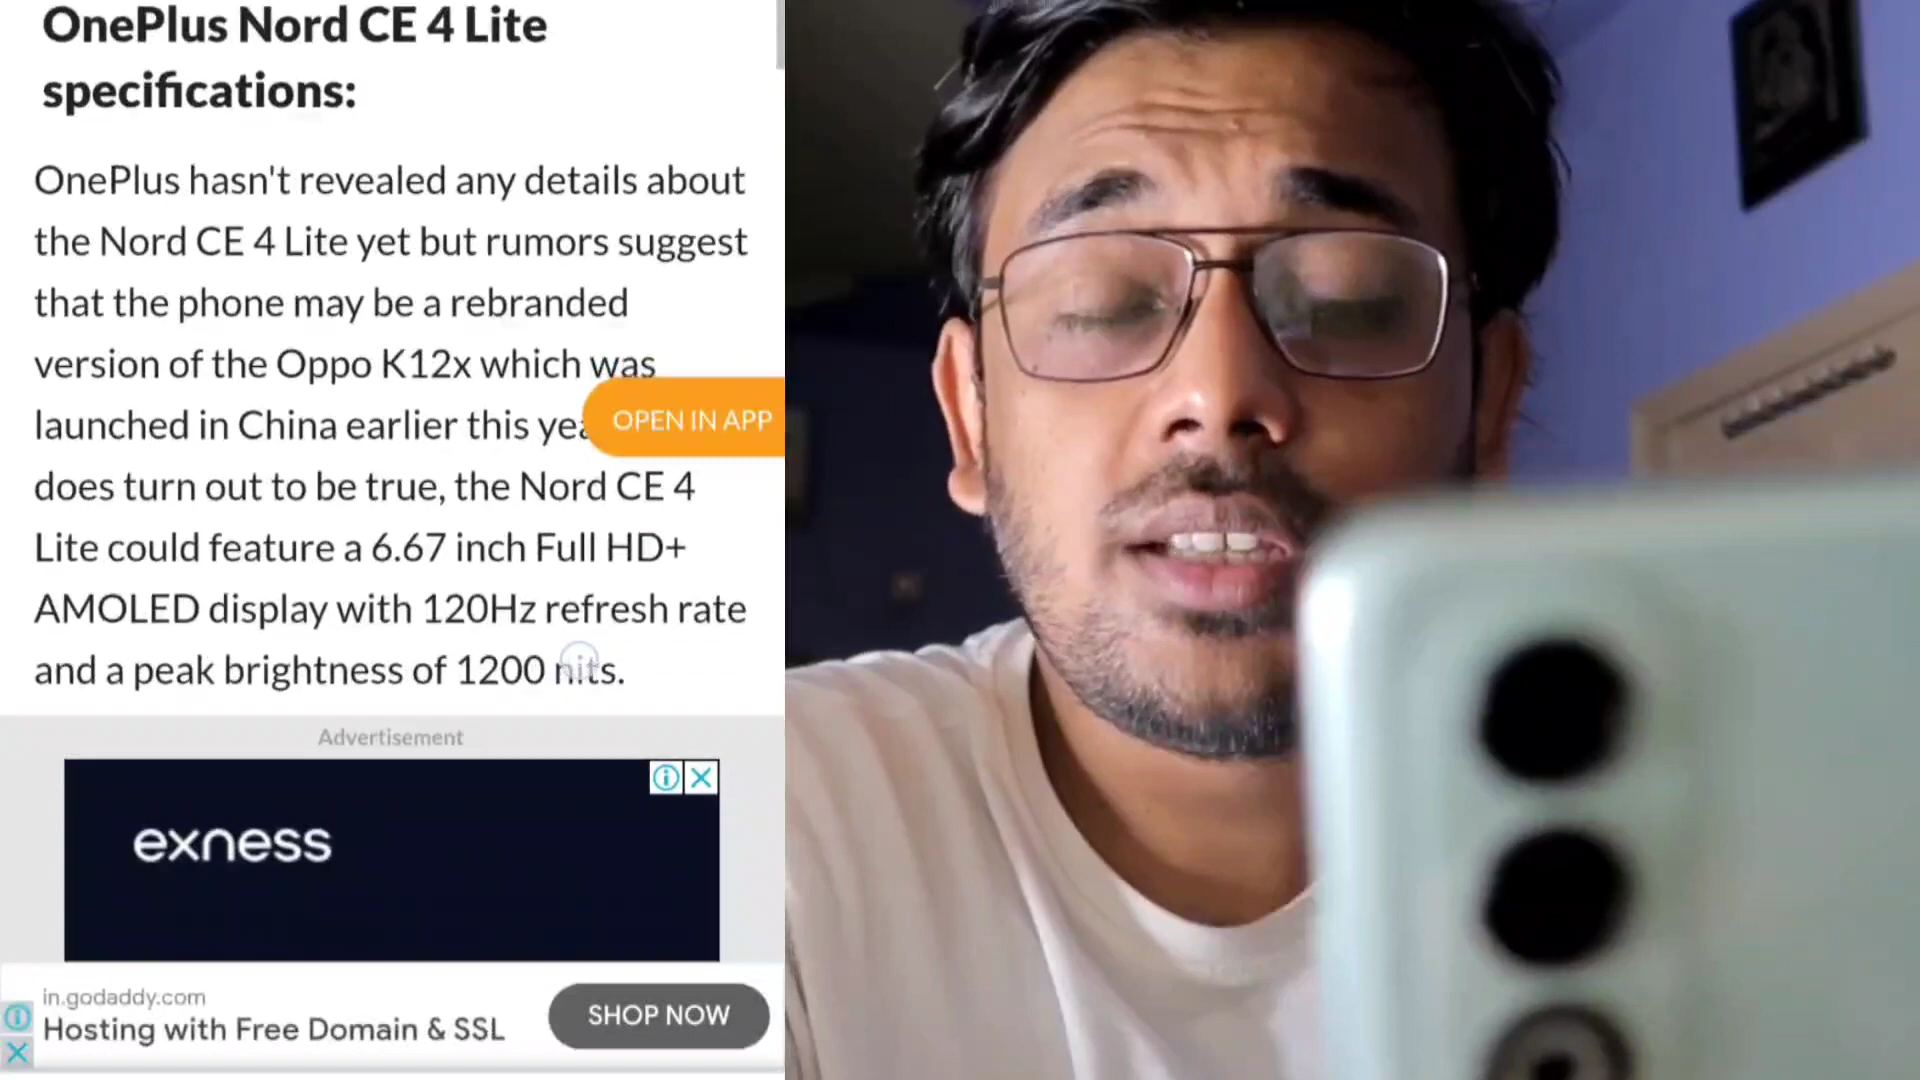 OnePlus Nord CE 4 Lite
specifications:
OnePlus hasn't revealed any details about
the Nord CE 4 Lite yet but rumors suggest
that the phone may be a rebranded
version of the Oppo K12x which was
launched in China earlier this
OPEN IN APP
does turn out to be true, the Nord CE 4
Lite could feature a 6.67 inch Full HD+
AMOLED display with 120Hz refresh rate
and a peak brightness of 1200 nits.
Advertisement
exness
in.godaddy.com
Hosting with Free Domain & SSL
SHOP NOW